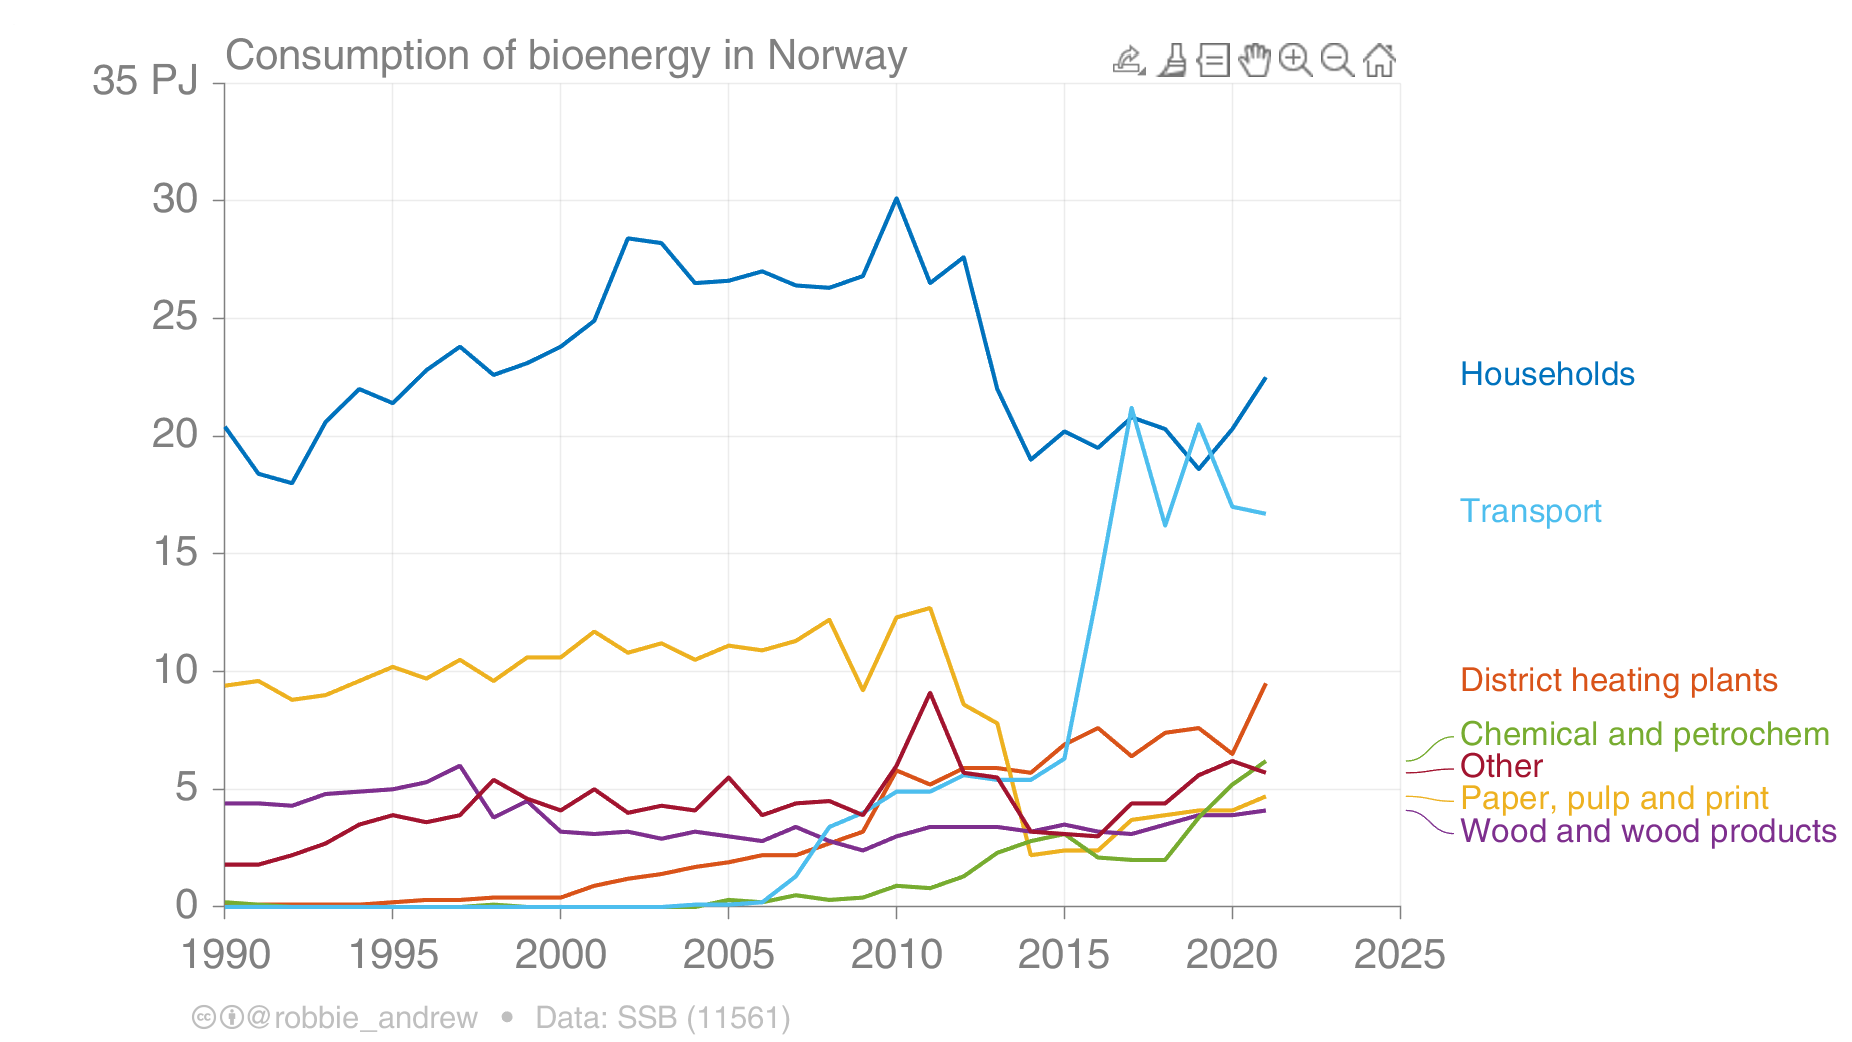 Consumption of bioenergy in Norway
35 PJ
30
25
20
15
10
5
0
1990 1995 2000 2005 2010 2015 2020 2025
Households
Transport
District heating plants
Chemical and petrochem
Other
Paper, pulp and print
Wood and wood products
cc @robbie_andrew • Data: SSB (11561)